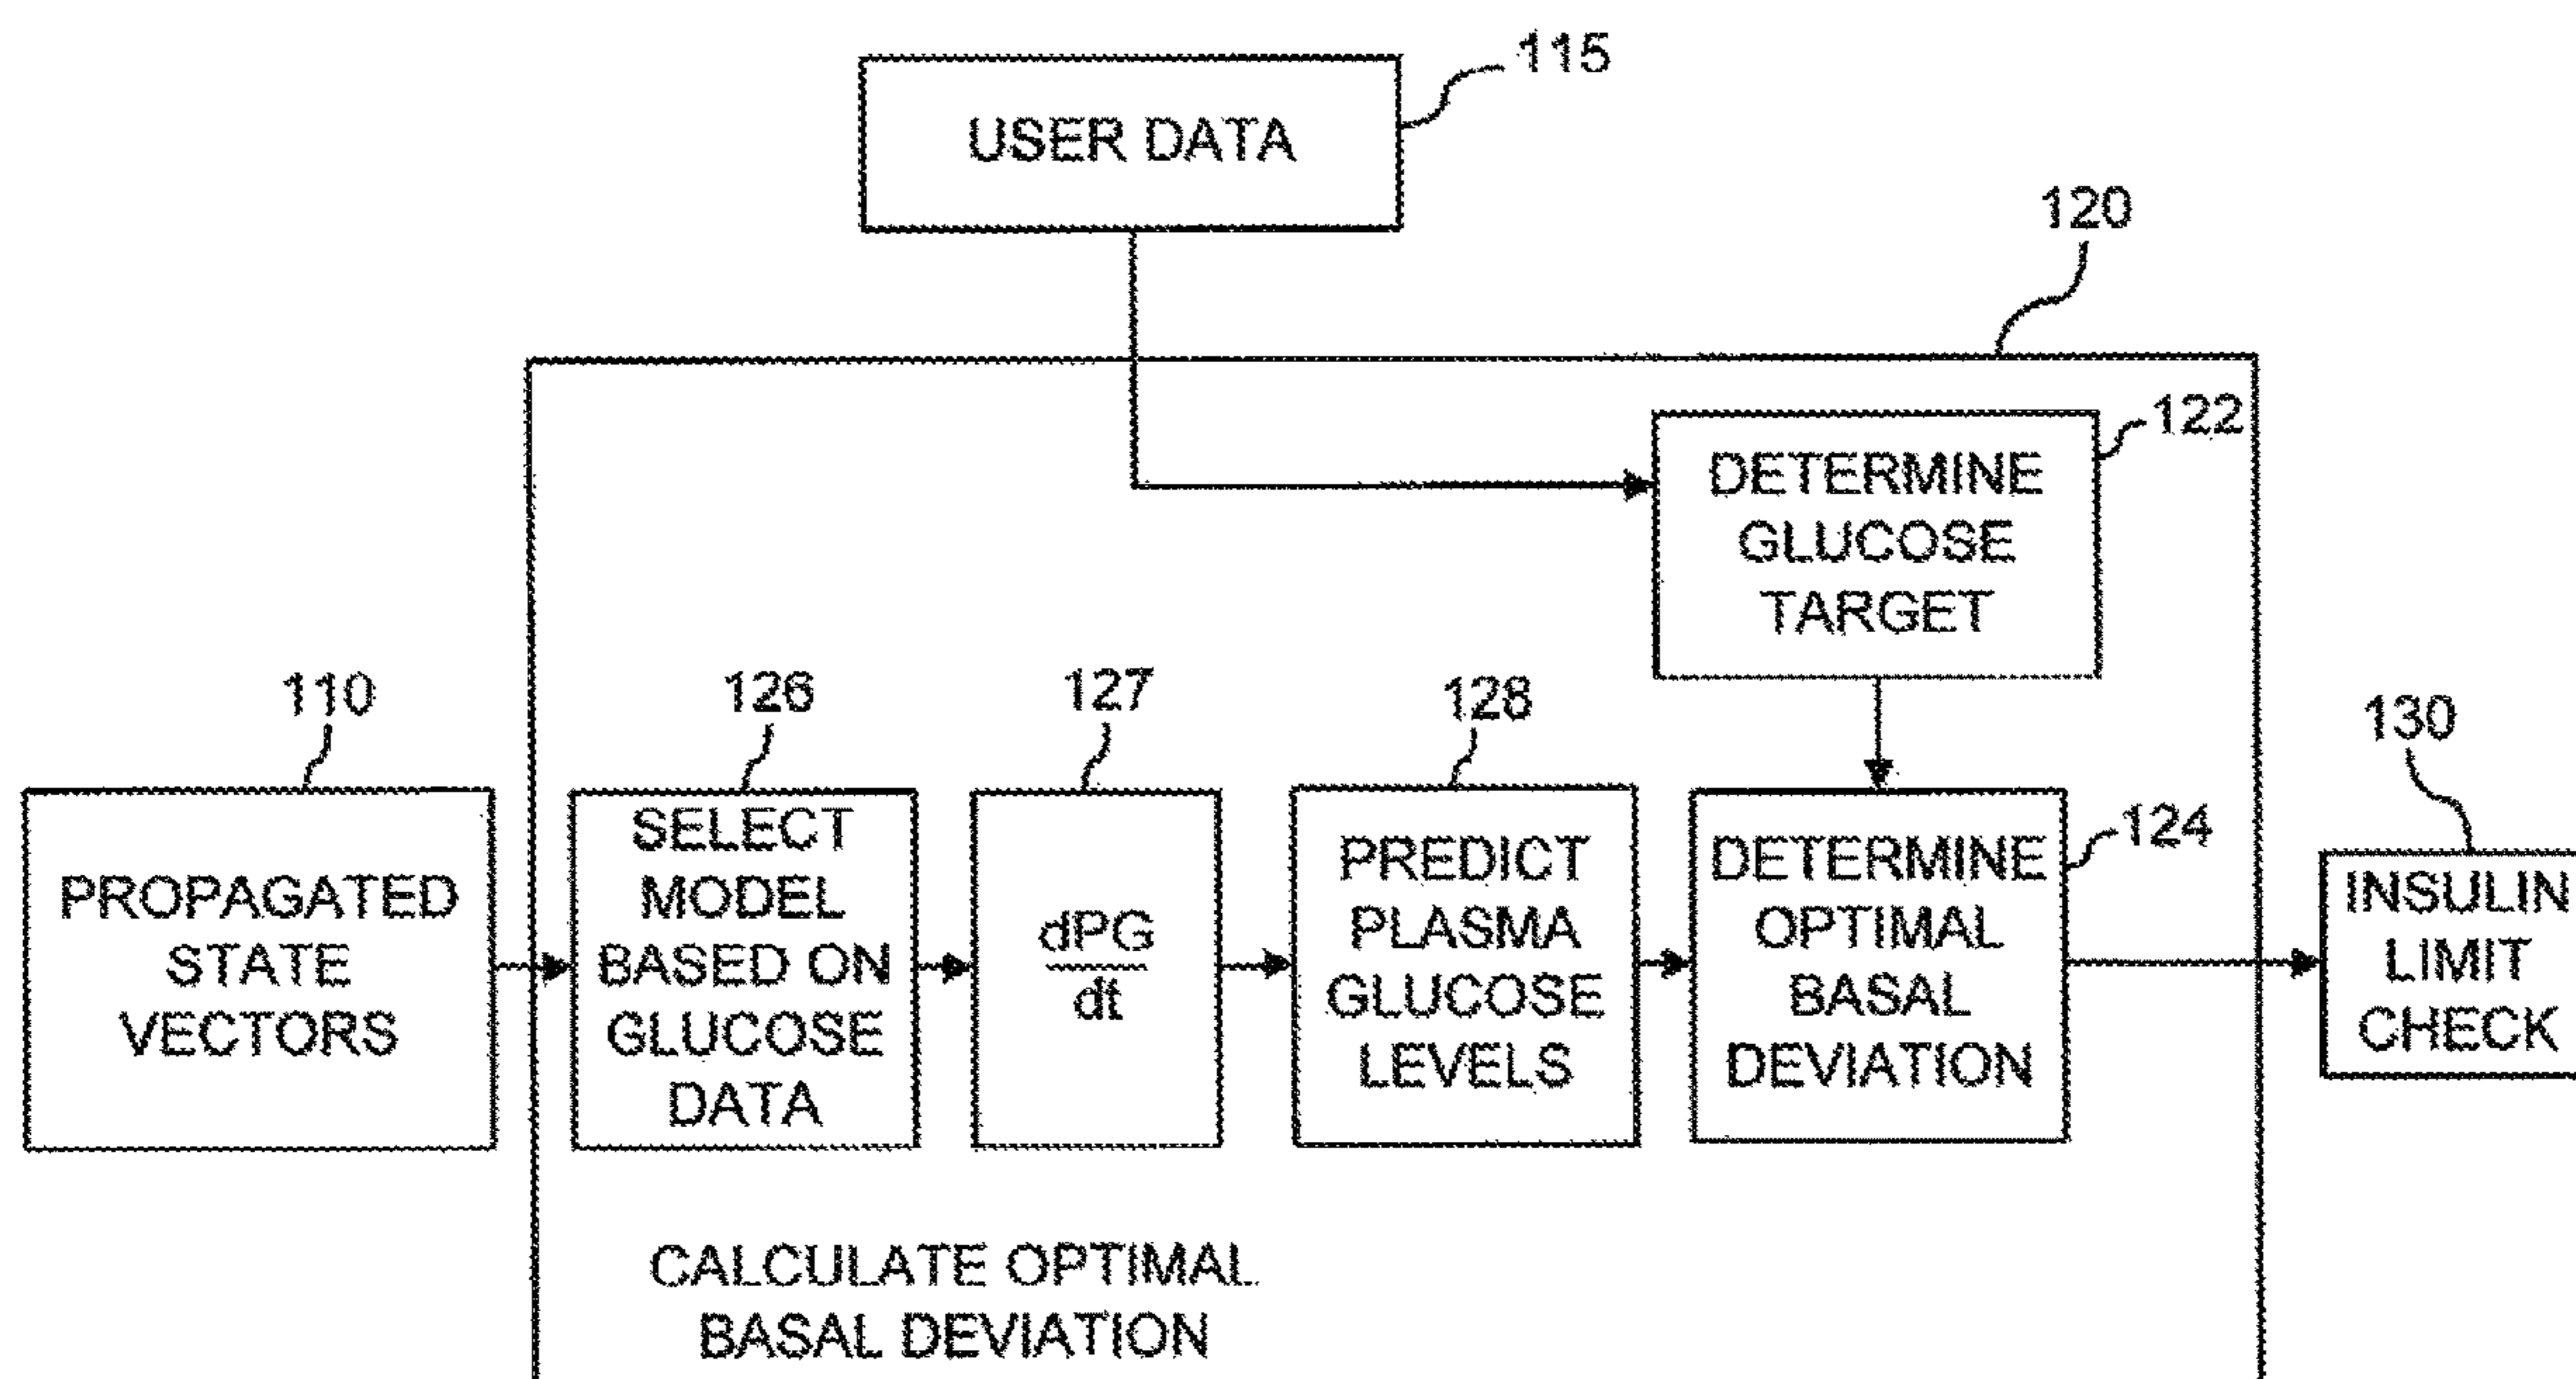 115
USER DATA
120
122
DETERMINE
GLUCOSE
TARGET
110
PROPAGATED
STATE
VECTORS
126
SELECT
MODEL
BASED ON
GLUCOSE
DATA
127
dPG
dt
128
PREDICT
PLASMA
GLUCOSE
LEVELS
124
DETERMINE
OPTIMAL
BASAL
DEVIATION
130
INSULIN
LIMIT
CHECK
CALCULATE OPTIMAL
BASAL DEVIATION